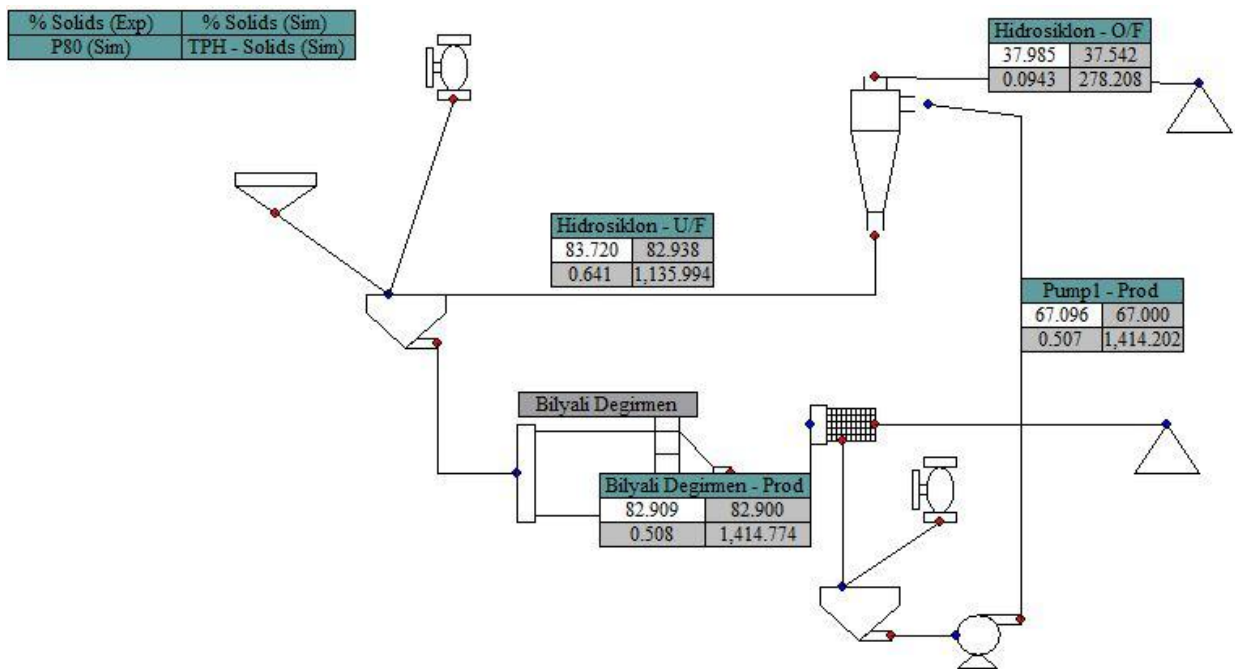 % Solids (Exp) % Solids (Sim)
P80 (Sim) TPH - Solids (Sim)
Hidrosiklon - O/F
37.985 37.542
0.0943 278.208
Hidrosiklon - U/F
83.720 82.938
0.641 1,135.994
Pump1 - Prod
67.096 67.000
0.507 1,414.202
Bilyali Degirmen
Bilyali Degirmen - Prod
82.909 82.900
0.508 1,414.774